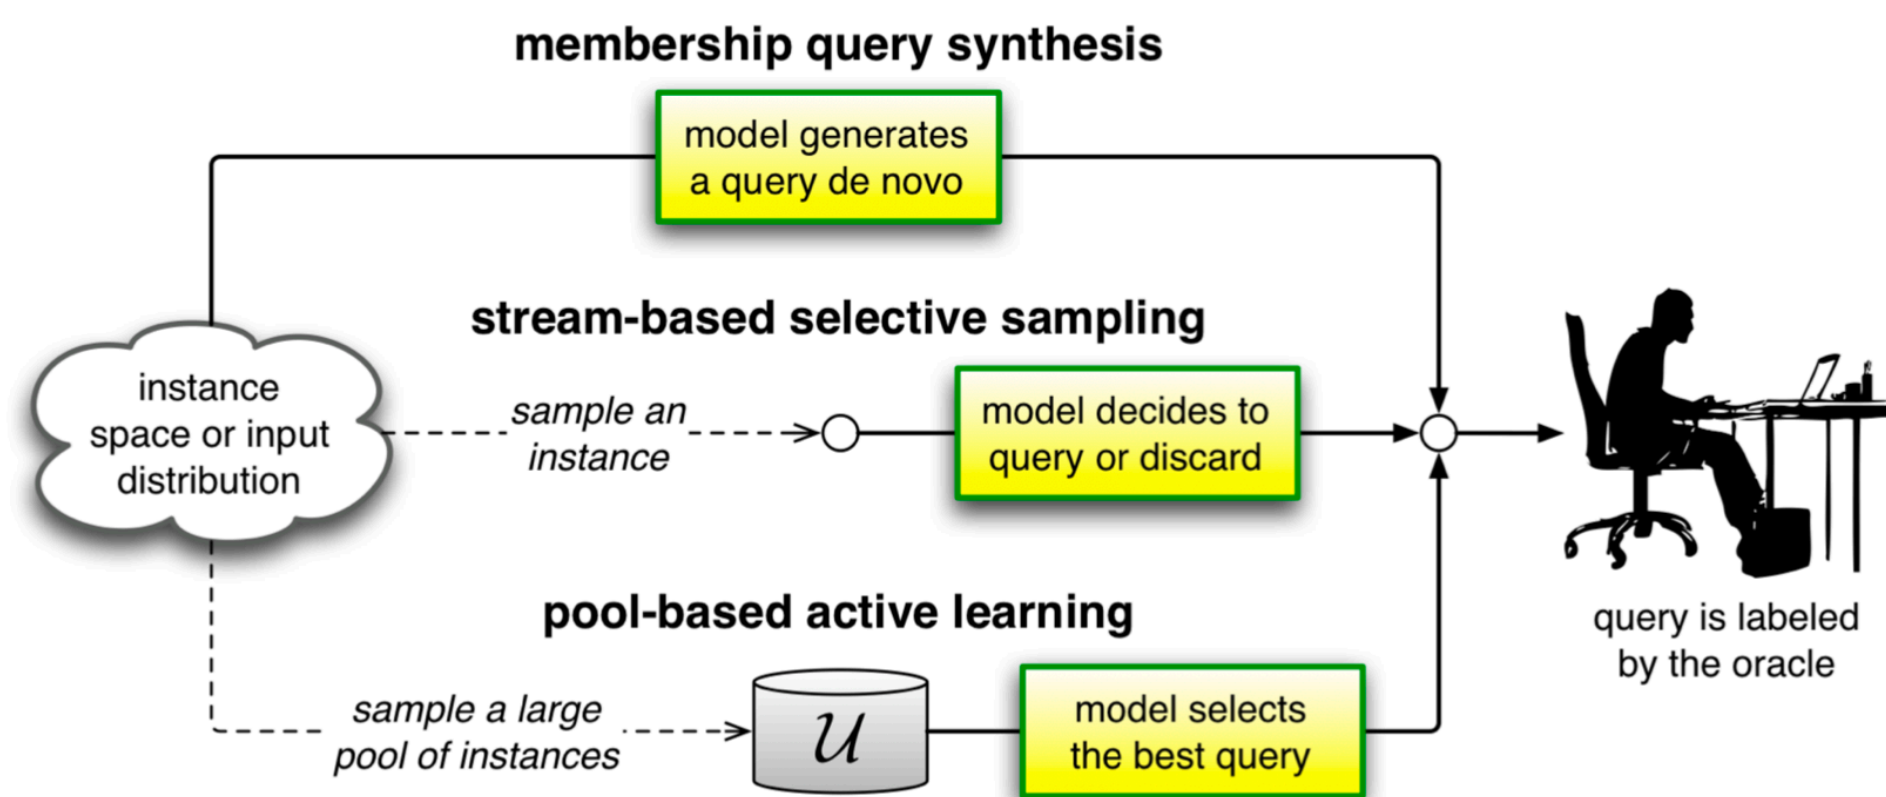 membership query synthesis
model generates
a query de novo
stream-based selective sampling
instance
space or input
distribution
sample an
instance
model decides to
query or discard
pool-based active learning
query is labeled
by the oracle
sample a large
pool of instances
𝒰
model selects
the best query